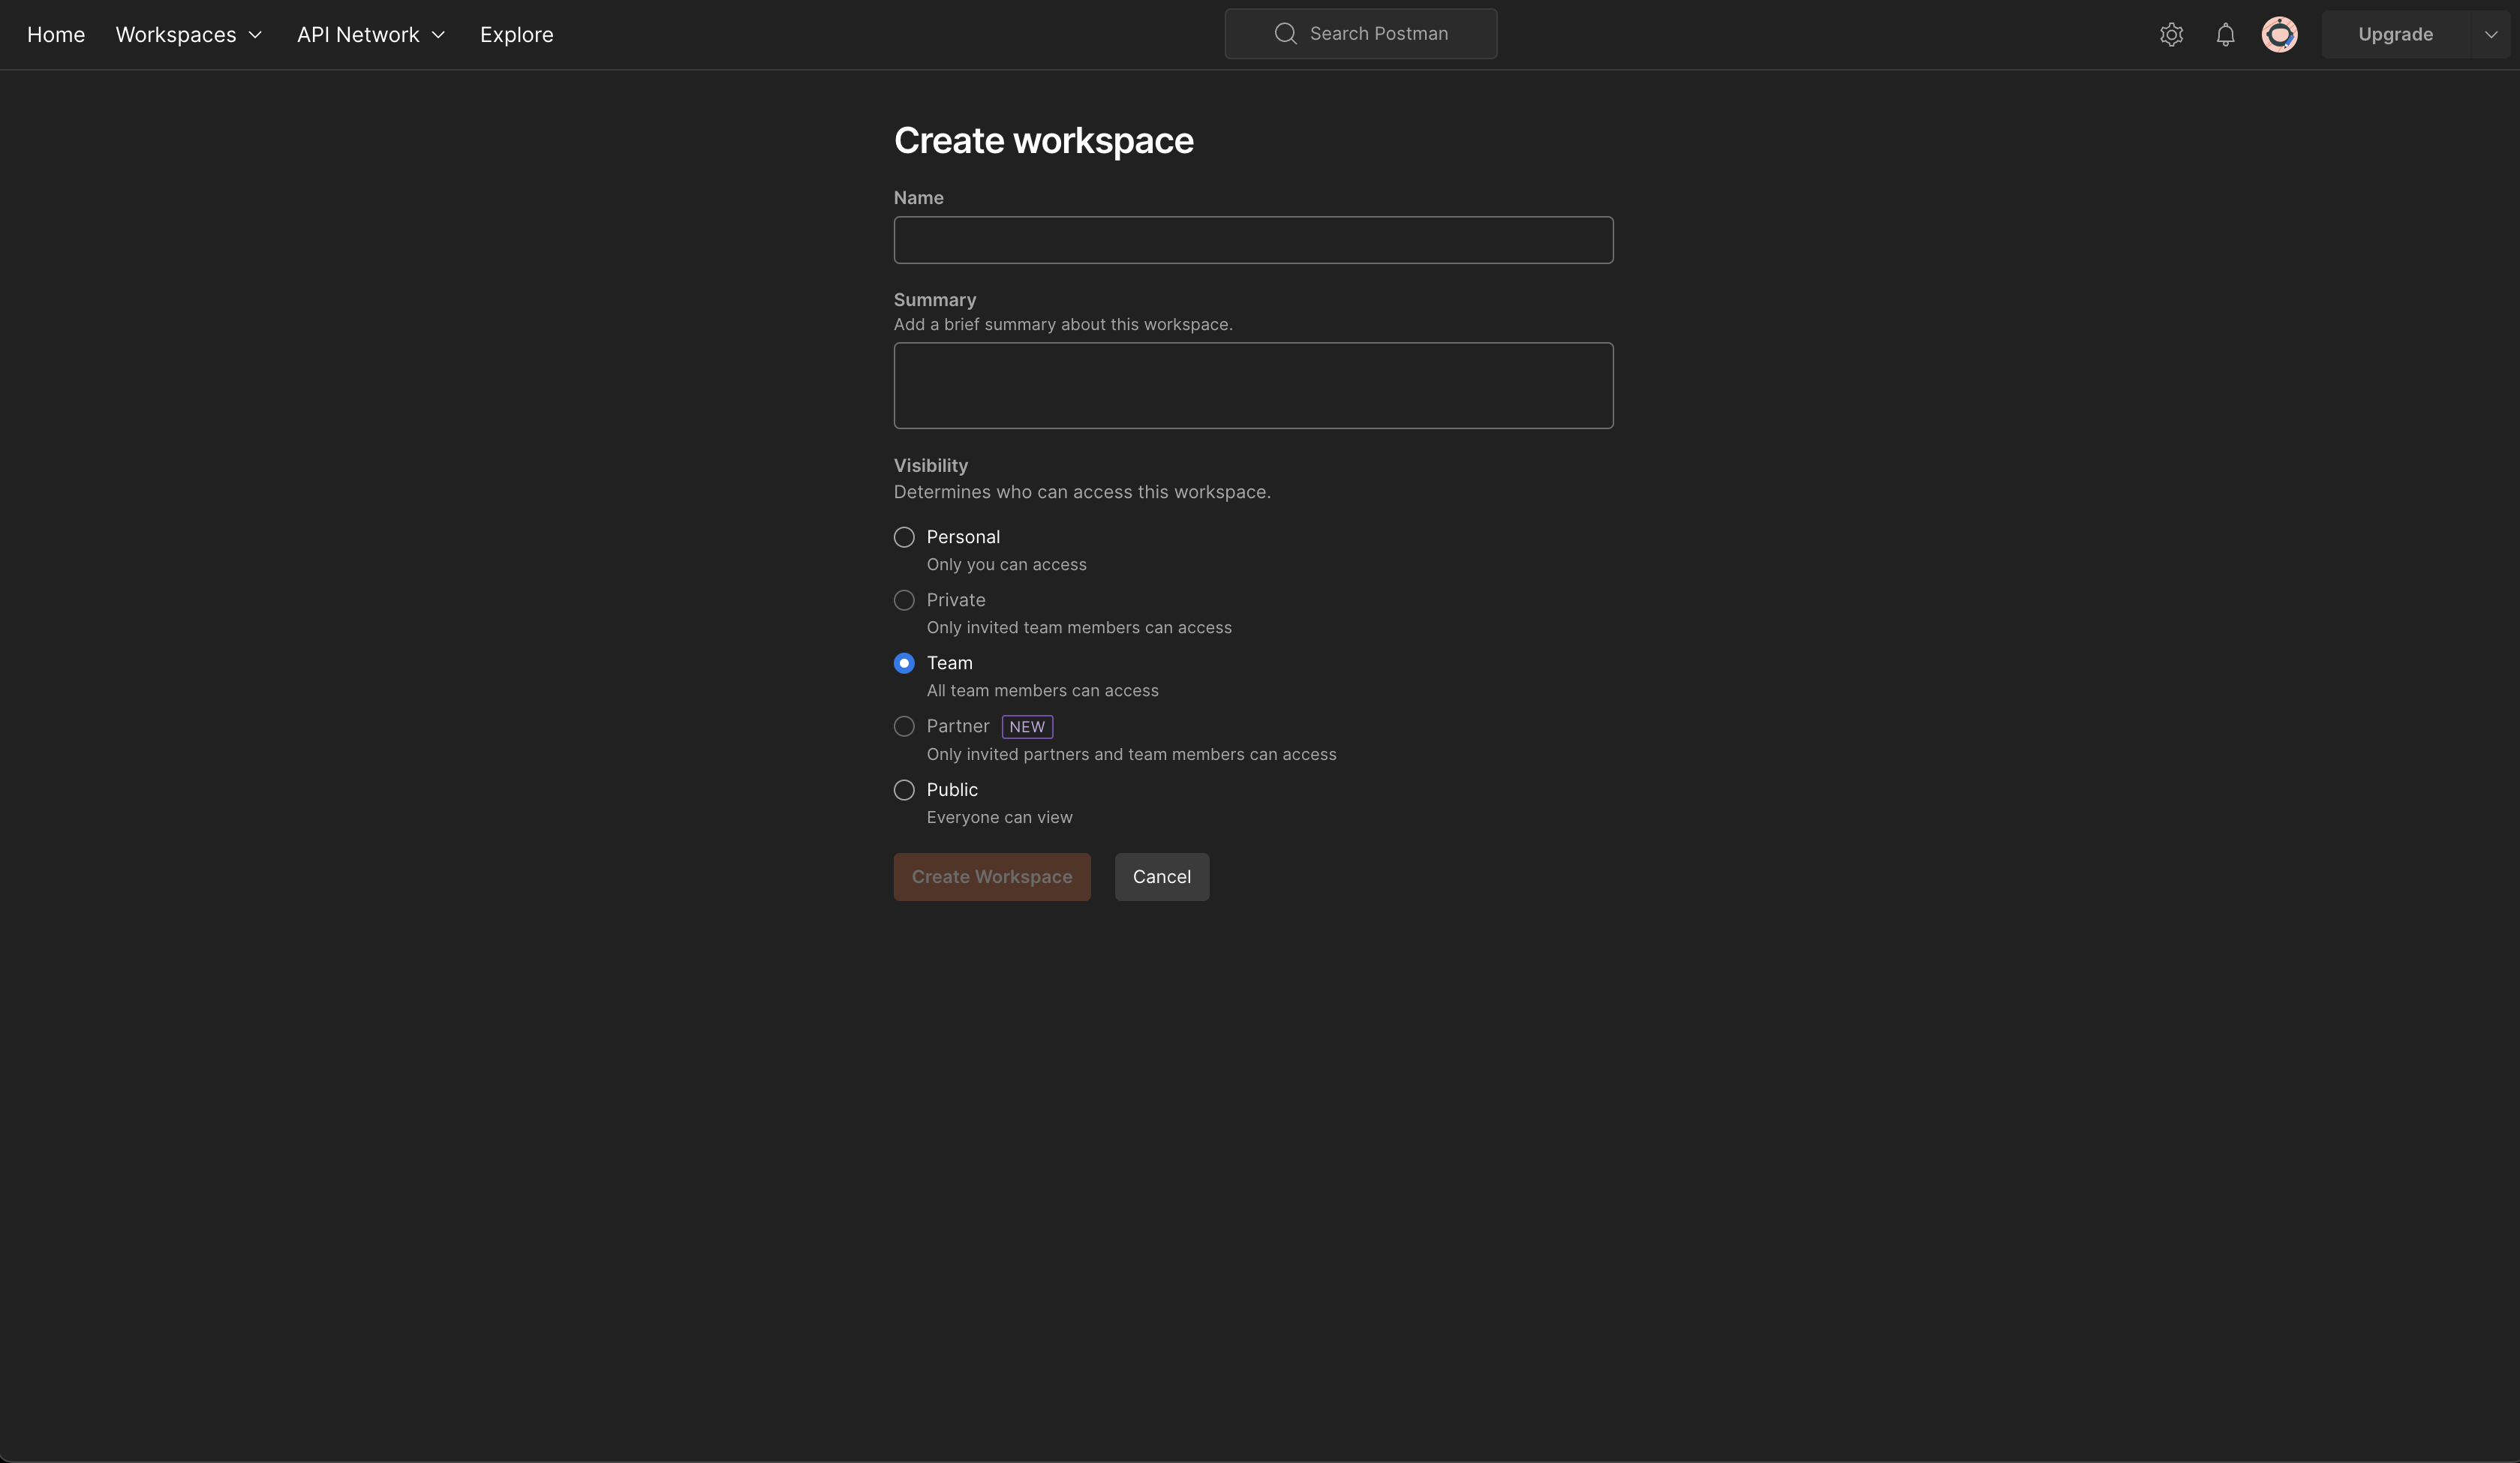 Home Workspaces API Network Explore Search Postman Upgrade
Create workspace
Name
Summary
Add a brief summary about this workspace.
Visibility
Determines who can access this workspace.
Personal
Only you can access
Private
Only invited team members can access
Team
All team members can access
Partner NEW
Only invited partners and team members can access
Public
Everyone can view
Create Workspace Cancel